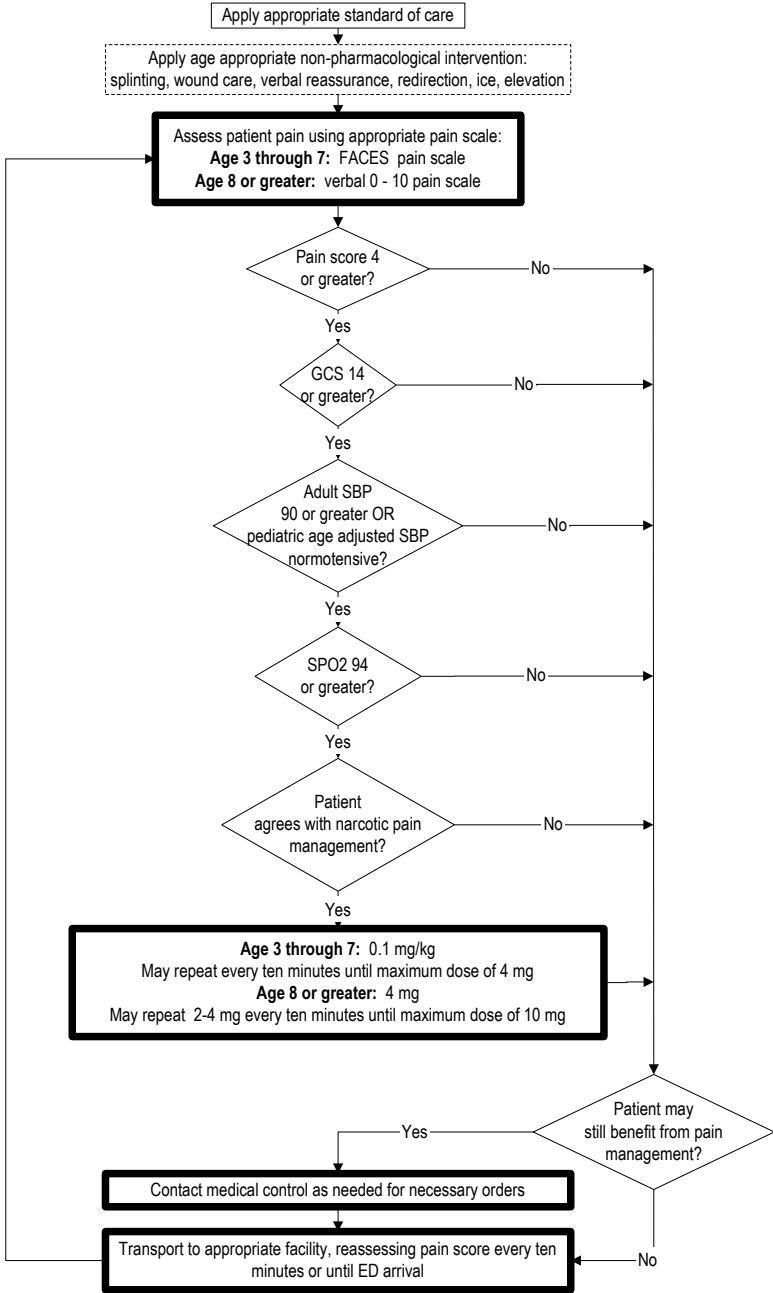 Apply appropriate standard of care
Apply age appropriate non-pharmacological intervention:
splinting, wound care, verbal reassurance, redirection, ice, elevation
Assess patient pain using appropriate pain scale:
Age 3 through 7: FACES pain scale
Age 8 or greater: verbal 0 - 10 pain scale
Pain score 4
or greater?
No
Yes
GCS 14
or greater?
No
Yes
Adult SBP
90 or greater OR
pediatric age adjusted SBP
normotensive?
No
Yes
SPO2 94
or greater?
No
Yes
Patient
agrees with narcotic pain
management?
No
Yes
Age 3 through 7: 0.1 mg/kg
May repeat every ten minutes until maximum dose of 4 mg
Age 8 or greater: 4 mg
May repeat 2-4 mg every ten minutes until maximum dose of 10 mg
Patient may
still benefit from pain
management?
Yes
Contact medical control as needed for necessary orders
Transport to appropriate facility, reassessing pain score every ten
minutes or until ED arrival
No